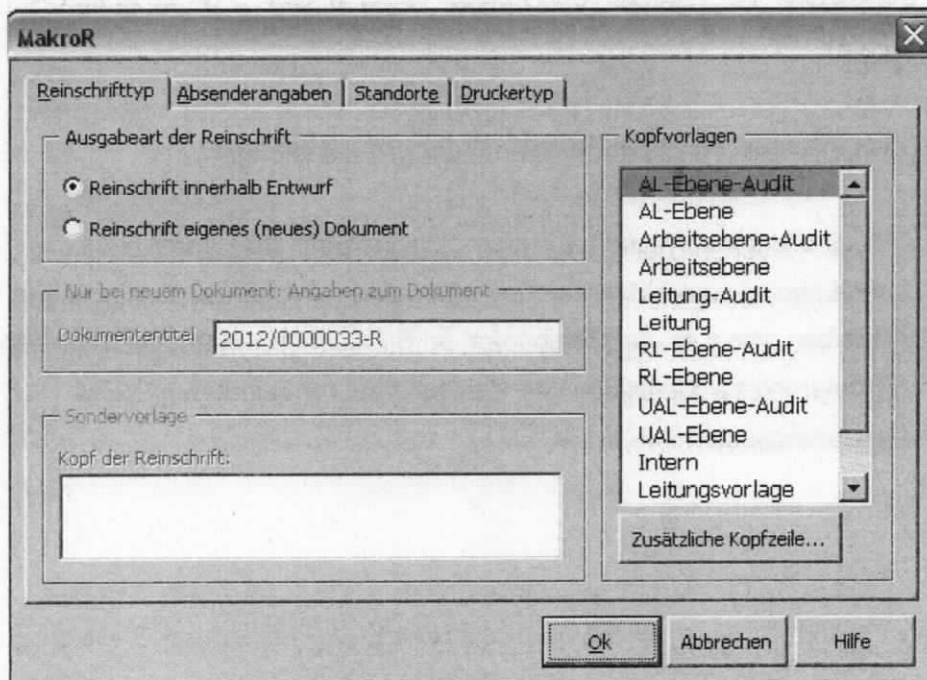 MakroR
Reinschrifttyp Absenderangaben Standorte Druckertyp
Ausgabeart der Reinschrift
Reinschrift innerhalb Entwurf
Reinschrift eigenes (neues) Dokument
Nur bei neuem Dokument: Angaben zum Dokument
Dokumententitel 2012/0000033-R
Sondervorlage
Kopf der Reinschrift:
Kopfvorlagen
AL-Ebene-Audit
AL-Ebene
Arbeitsebene-Audit
Arbeitsebene
Leitung-Audit
Leitung
RL-Ebene-Audit
RL-Ebene
UAL-Ebene-Audit
UAL-Ebene
Intern
Leitungsvorlage
Zusätzliche Kopfzeile...
Ok Abbrechen Hilfe